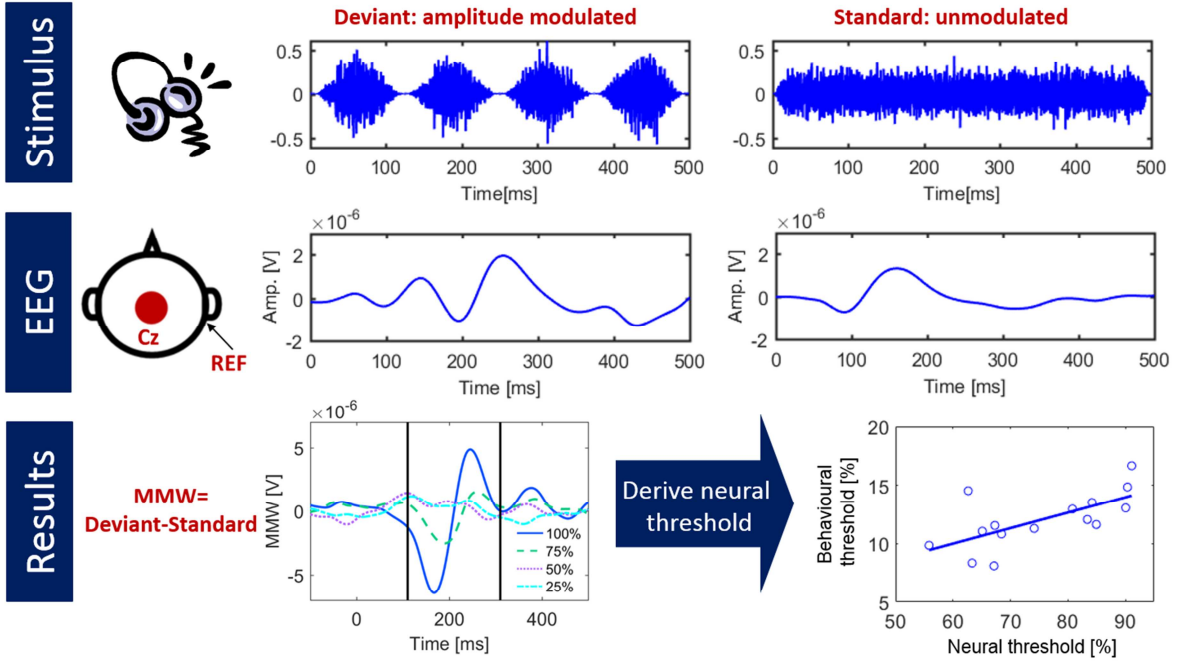 Stimulus
Deviant: amplitude modulated
Standard: unmodulated
0.5
0
-0.5
0 100 200 300 400 500
Time[ms]
0.5
0
-0.5
0 100 200 300 400 500
Time[ms]
EEG
Cz
REF
×10⁻⁶
Amp. [V]
2
0
-2
0 100 200 300 400 500
Time [ms]
×10⁻⁶
Amp. [V]
2
0
-2
0 100 200 300 400 500
Time [ms]
Results
MMW=
Deviant-Standard
×10⁻⁶
MMW [V]
5
0
-5
0 200 400
Time [ms]
100%
75%
50%
25%
Derive neural
threshold
Behavioural
threshold [%]
20
15
10
5
50 60 70 80 90
Neural threshold [%]